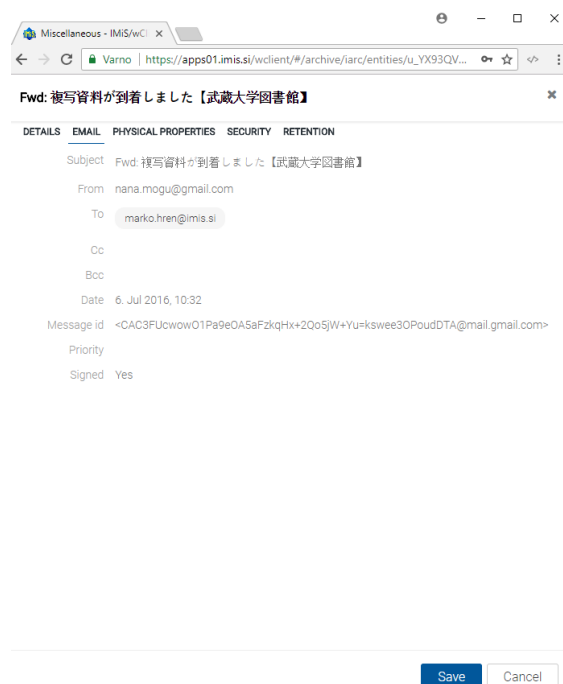 Miscellaneous - IMiS/wCl
Varno | https://apps01.imis.si/wclient/#/archive/iarc/entities/u_YX93QV...
Fwd: 複写資料が到着しました【武蔵大学図書館】
DETAILS EMAIL PHYSICAL PROPERTIES SECURITY RETENTION
Subject Fwd: 複写資料が到着しました【武蔵大学図書館】
From nana.mogu@gmail.com
To marko.hren@imis.si
Cc
Bcc
Date 6. Jul 2016, 10:32
Message id <CAC3FUcwowO1Pa9eOA5aFzkqHx+2Qo5jW+Yu=kswee3OPoudDTA@mail.gmail.com>
Priority
Signed Yes
Save Cancel